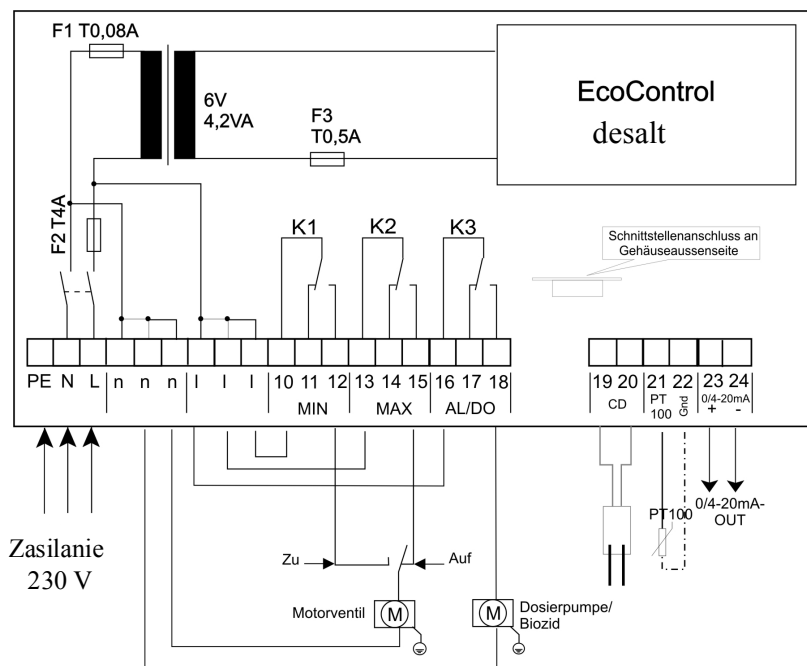 F1 T0,08A
6V
4,2VA
F3
T0,5A
EcoControl
desalt
F2 T4A
K1
K2
K3
Schnittstellenanschluss an
Gehäuseaussenseite
PE N L n n n l l l 10 11 12 13 14 15 16 17 18
MIN MAX AL/DO
19 20 21 22 23 24
CD
PT
100
Gnd
0/4-20mA
+ -
Zasilanie
230 V
Zu
Auf
Motorventil
M
M
Dosierpumpe/
Biozid
PT100
0/4-20mA-
OUT